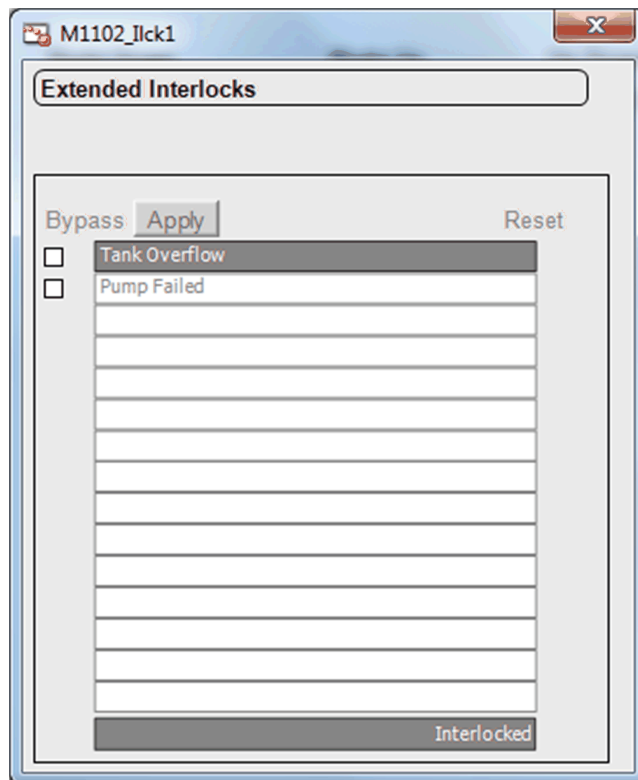 M1102_Ilck1
Extended Interlocks
Bypass Apply Reset
Tank Overflow
Pump Failed
Interlocked